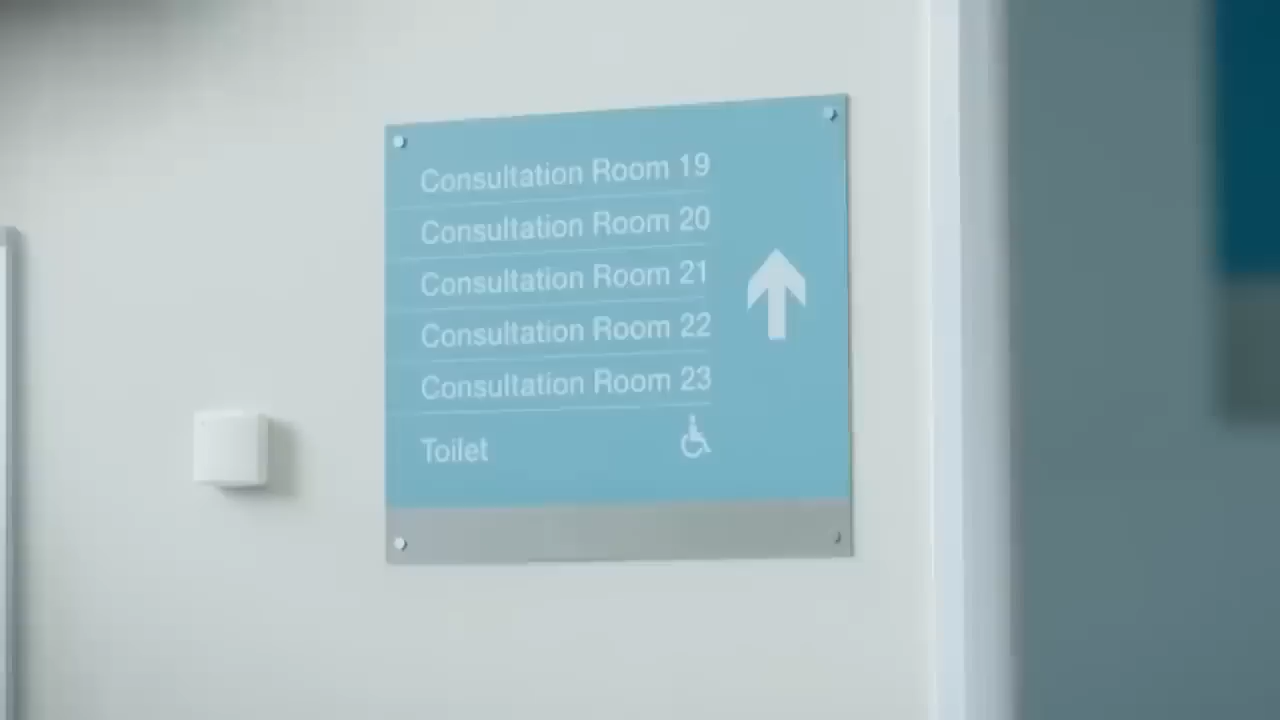 Consultation Room 19
Consultation Room 20
Consultation Room 21
Consultation Room 22
Consultation Room 23
Toilet